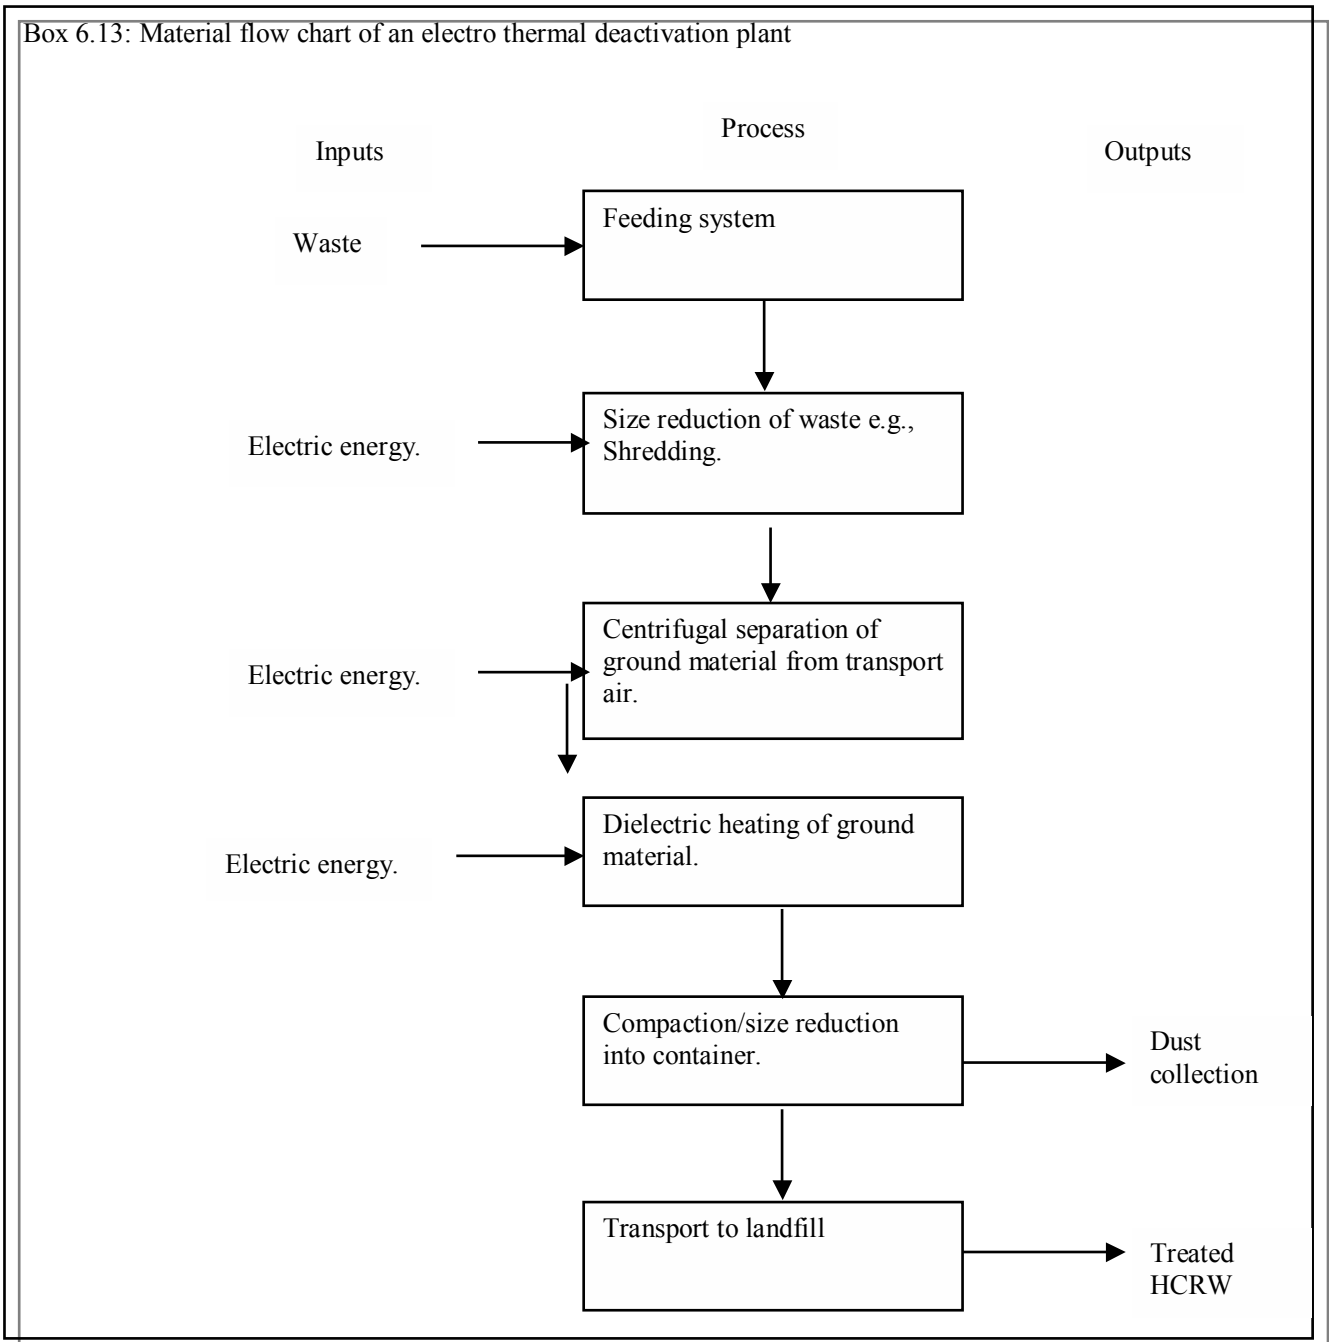 Box 6.13: Material flow chart of an electro thermal deactivation plant
Process
Inputs
Outputs
Feeding system
Waste
Size reduction of waste e.g.,
Shredding.
Electric energy.
Centrifugal separation of
ground material from transport
air.
Electric energy.
Dielectric heating of ground
material.
Electric energy.
Compaction/size reduction
into container.
Dust
collection
Transport to landfill
Treated
HCRW